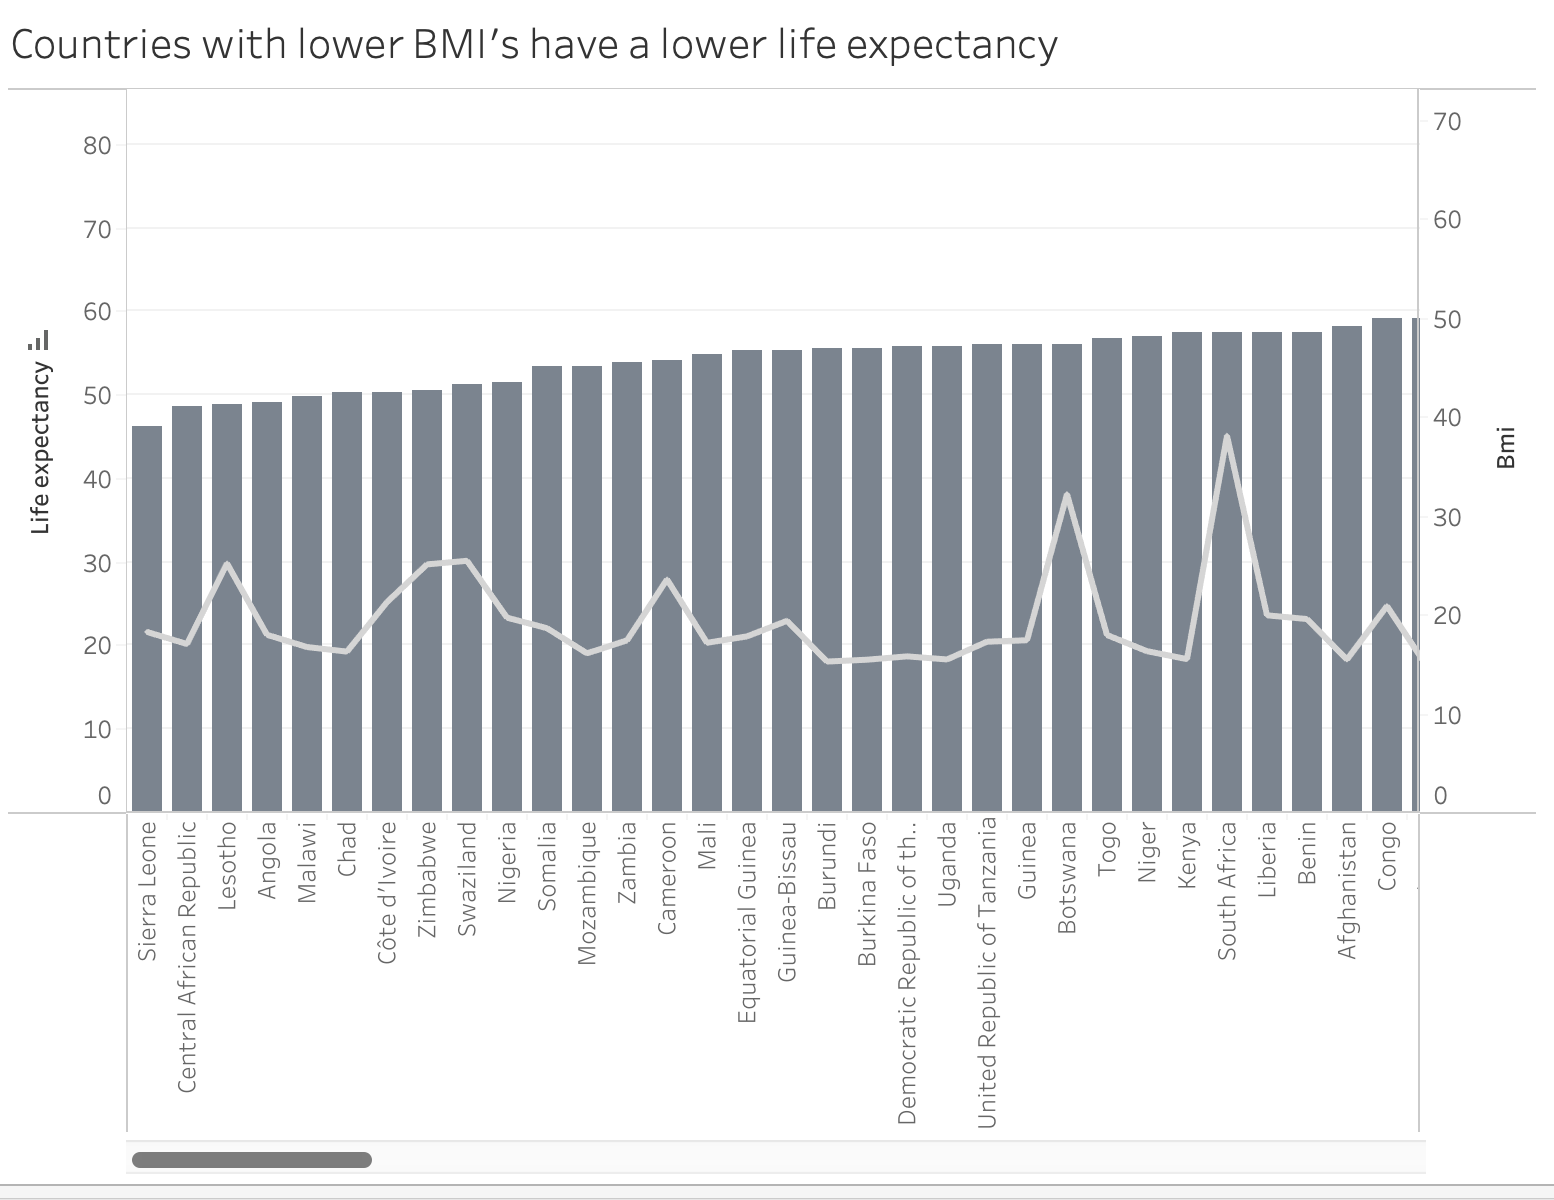 Countries with lower BMI's have a lower life expectancy
80
70
60
50
40
30
20
10
0
Life expectancy
70
60
50
40
30
20
10
0
Bmi
Sierra Leone
Central African Republic
Lesotho
Angola
Malawi
Chad
Côte d'Ivoire
Zimbabwe
Swaziland
Nigeria
Somalia
Mozambique
Zambia
Cameroon
Mali
Equatorial Guinea
Guinea-Bissau
Burundi
Burkina Faso
Democratic Republic of th..
Uganda
United Republic of Tanzania
Guinea
Botswana
Togo
Niger
Kenya
South Africa
Liberia
Benin
Afghanistan
Congo